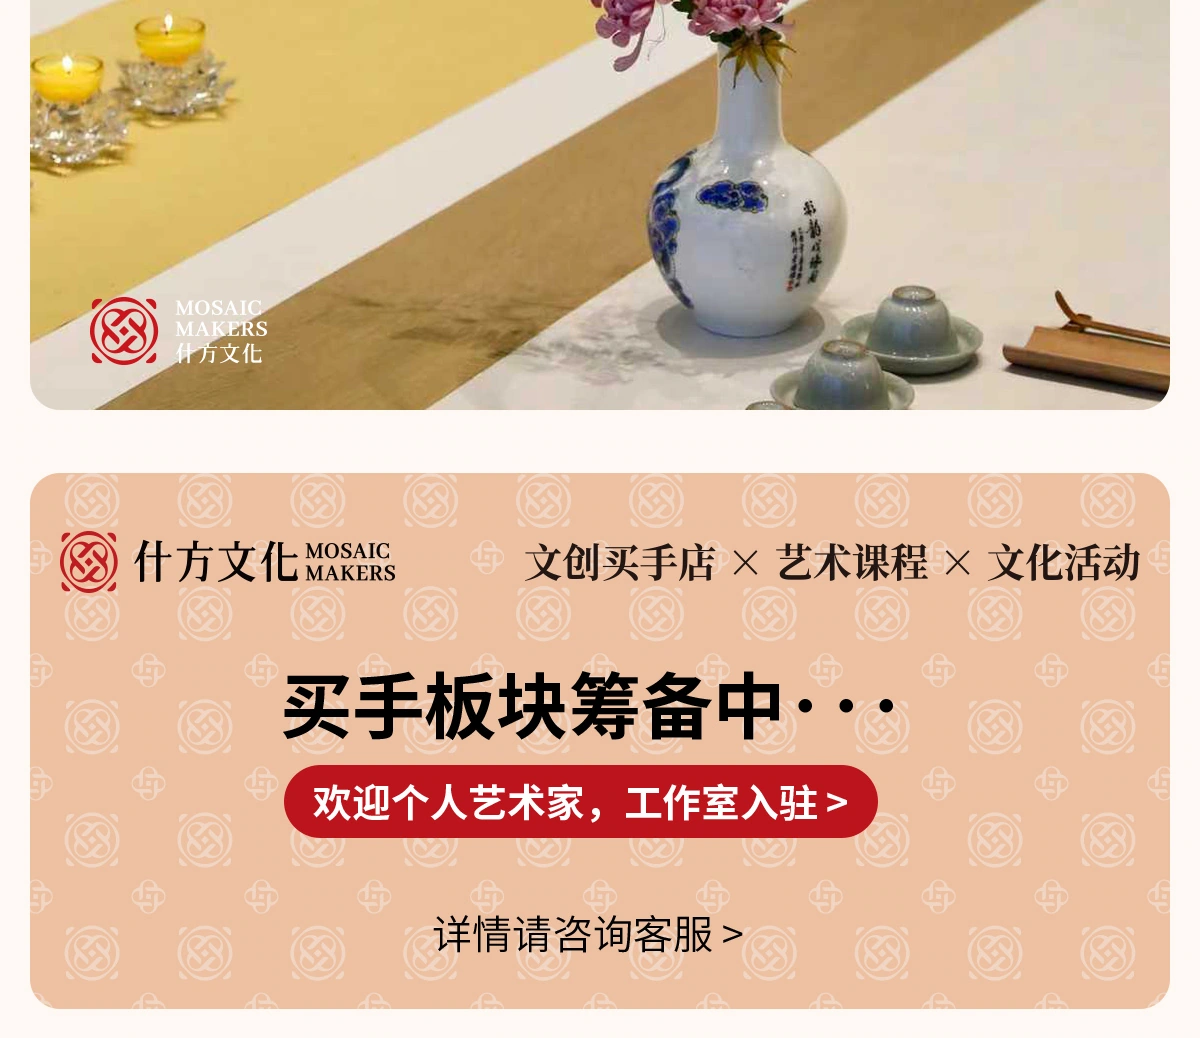 MOSAIC
MAKERS
什方文化
什方文化 MOSAIC MAKERS
文创买手店 × 艺术课程 × 文化活动
买手板块筹备中···
欢迎个人艺术家，工作室入驻 >
详情请咨询客服 >